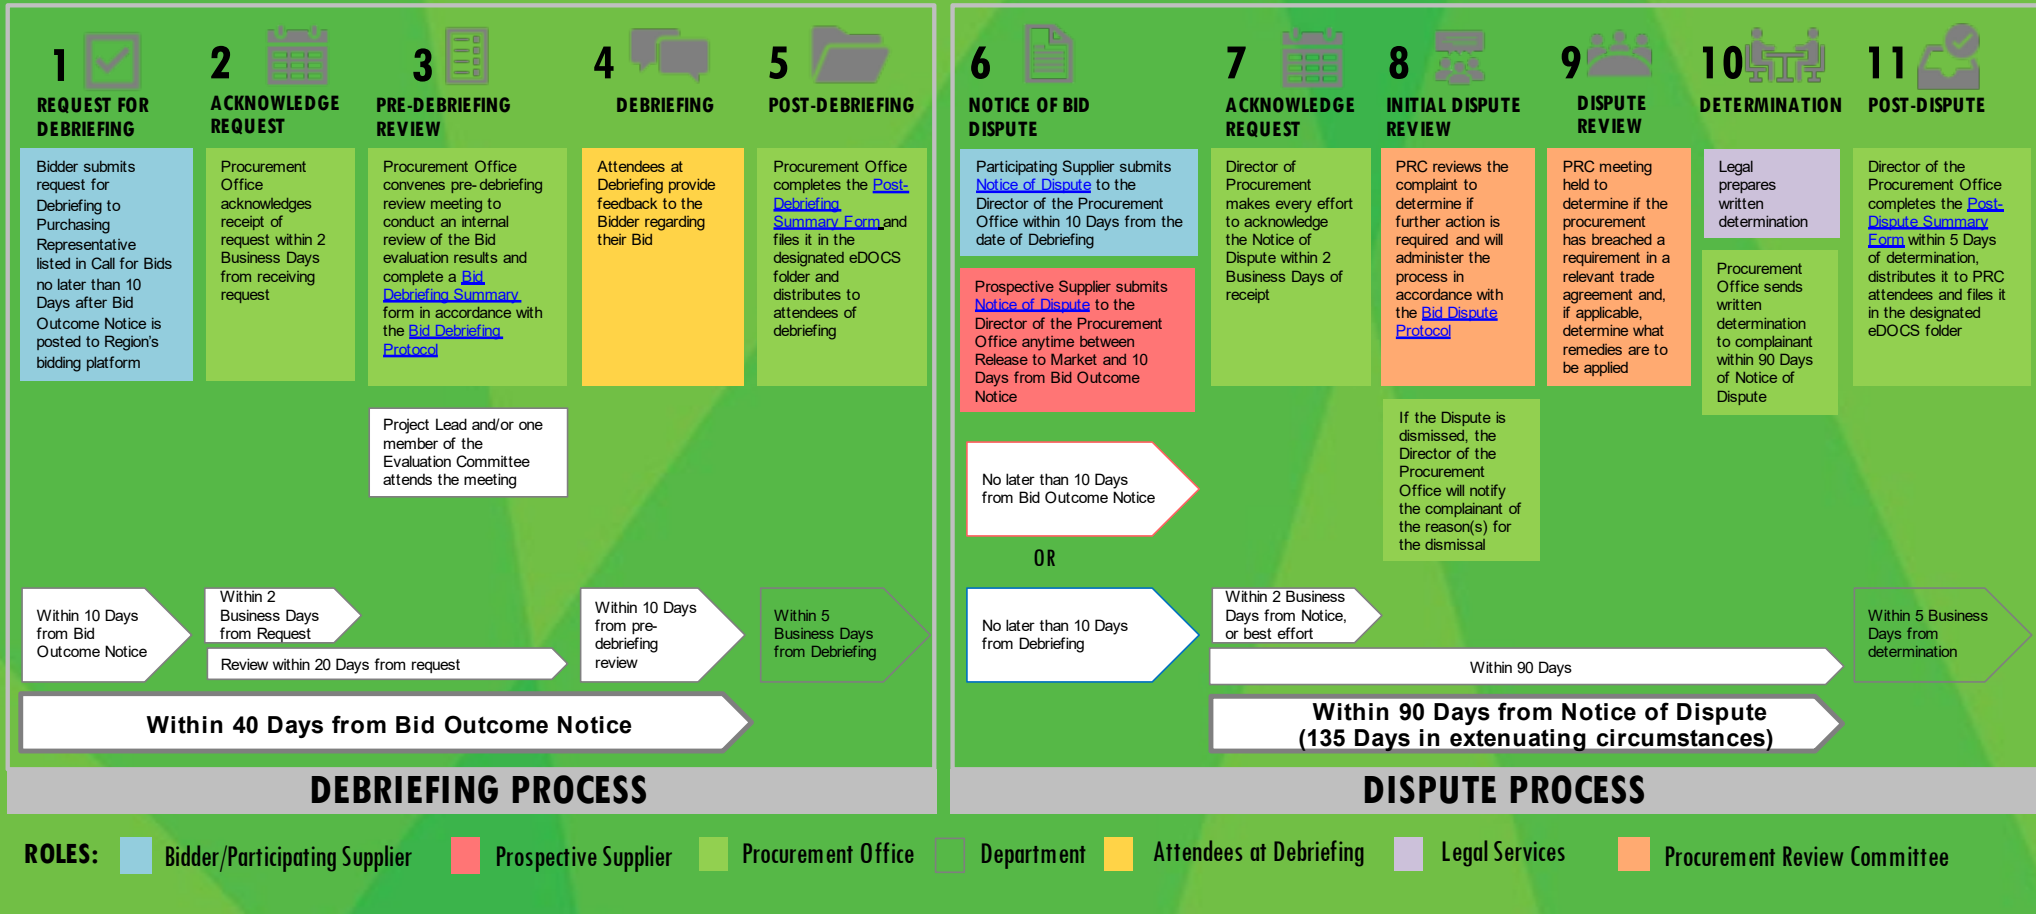 1
REQUEST FOR
DEBRIEFING
Bidder submits
request for
Debriefing to
Purchasing
Representative
listed in Call for Bids
no later than 10
Days after Bid
Outcome Notice is
posted to Region's
bidding platform
2
ACKNOWLEDGE
REQUEST
Procurement
Office
acknowledges
receipt of
request within 2
Business Days
from receiving
request
3
PRE-DEBRIEFING
REVIEW
Procurement Office
convenes pre-debriefing
review meeting to
conduct an internal
review of the Bid
evaluation results and
complete a Bid
Debriefing Summary
form in accordance with
the Bid Debriefing
Protocol
Project Lead and/or one
member of the
Evaluation Committee
attends the meeting
4
DEBRIEFING
Attendees at
Debriefing provide
feedback to the
Bidder regarding
their Bid
5
POST-DEBRIEFING
Procurement Office
completes the Post-
Debriefing
Summary Form and
files it in the
designated eDOCS
folder and
distributes to
attendees of
debriefing
Within 10 Days
from Bid
Outcome Notice
Within 2
Business Days
from Request
Review within 20 Days from request
Within 10 Days
from pre-
debriefing
review
Within 5
Business Days
from Debriefing
Within 40 Days from Bid Outcome Notice
DEBRIEFING PROCESS
6
NOTICE OF BID
DISPUTE
Participating Supplier submits
Notice of Dispute to the
Director of the Procurement
Office within 10 Days from the
date of Debriefing
Prospective Supplier submits
Notice of Dispute to the
Director of the Procurement
Office anytime between
Release to Market and 10
Days from Bid Outcome
Notice
No later than 10 Days
from Bid Outcome Notice
OR
No later than 10 Days
from Debriefing
7
ACKNOWLEDGE
REQUEST
Director of
Procurement
makes every effort
to acknowledge
the Notice of
Dispute within 2
Business Days of
receipt
8
INITIAL DISPUTE
REVIEW
PRC reviews the
complaint to
determine if
further action is
required and will
administer the
process in
accordance with
the Bid Dispute
Protocol
If the Dispute is
dismissed, the
Director of the
Procurement
Office will notify
the complainant of
the reason(s) for
the dismissal
9
DISPUTE
REVIEW
PRC meeting
held to
determine if the
procurement
has breached a
requirement in a
relevant trade
agreement and,
if applicable,
determine what
remedies are to
be applied
10
DETERMINATION
Legal
prepares
written
determination
Procurement
Office sends
written
determination
to complainant
within 90 Days
of Notice of
Dispute
11
POST-DISPUTE
Director of the
Procurement Office
completes the Post-
Dispute Summary
Form within 5 Days
of determination,
distributes it to PRC
attendees and files it
in the designated
eDOCS folder
Within 2 Business
Days from Notice,
or best effort
Within 90 Days
Within 5 Business
Days from
determination
Within 90 Days from Notice of Dispute
(135 Days in extenuating circumstances)
DISPUTE PROCESS
ROLES:
Bidder/Participating Supplier
Prospective Supplier
Procurement Office
Department
Attendees at Debriefing
Legal Services
Procurement Review Committee